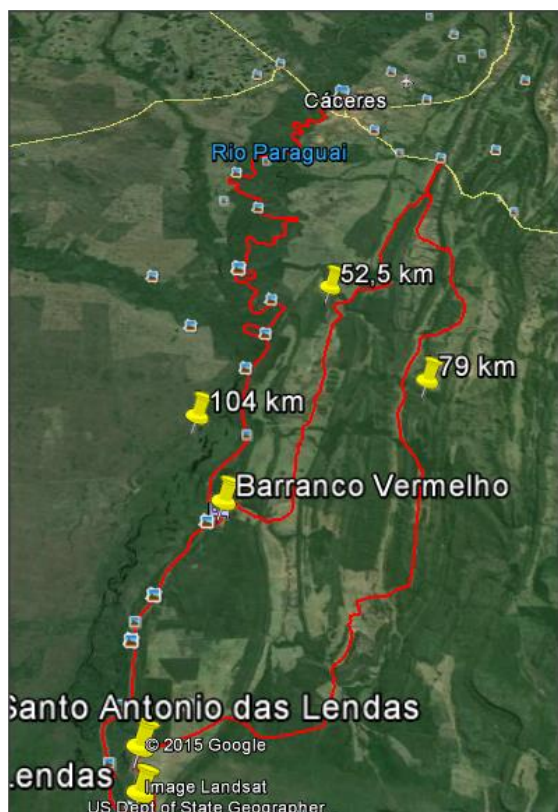 Cáceres
Rio Paraguai
52,5 km
79 km
104 km
Barranco Vermelho
Santo Antonio das Lendas
© 2015 Google
Lendas
Image Landsat
US Dept of State Geographer